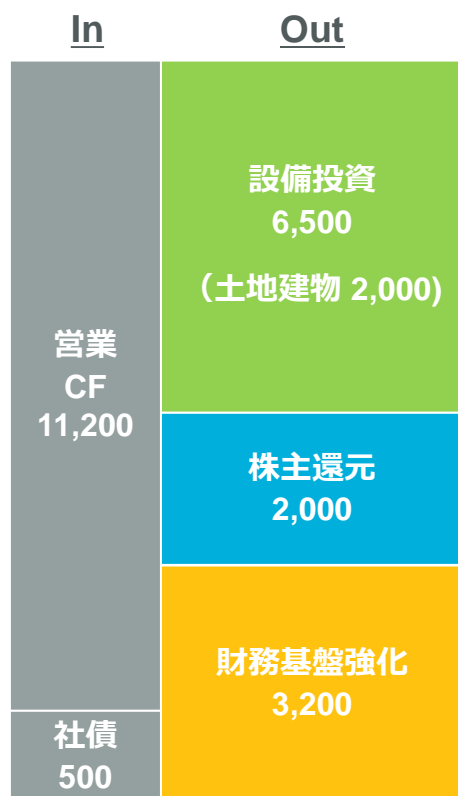 In
Out
営業
CF
11,200
社債
500
設備投資
6,500
（土地建物 2,000)
株主還元
2,000
財務基盤強化
3,200